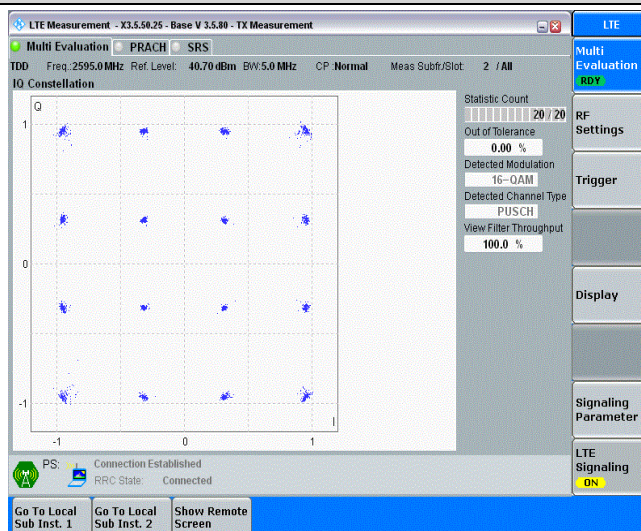 LTE Measurement - X3.5.50.25 - Base V 3.5.80 - TX Measurement
LTE
Multi Evaluation PRACH SRS
TDD Freq.:2595.0 MHz Ref. Level: 40.70 dBm BW:5.0 MHz CP :Normal Meas Subfr./Slot: 2 / All
IQ Constellation
Q
1
0
-1
-1 0 1
I
Statistic Count
20 / 20
Out of Tolerance
0.00 %
Detected Modulation
16-QAM
Detected Channel Type
PUSCH
View Filter Throughput
100.0 %
Multi
Evaluation
RDY
RF
Settings
Trigger
Display
Signaling
Parameter
LTE
Signaling
ON
PS: Connection Established
RRC State: Connected
Go To Local
Sub Inst. 1
Go To Local
Sub Inst. 2
Show Remote
Screen